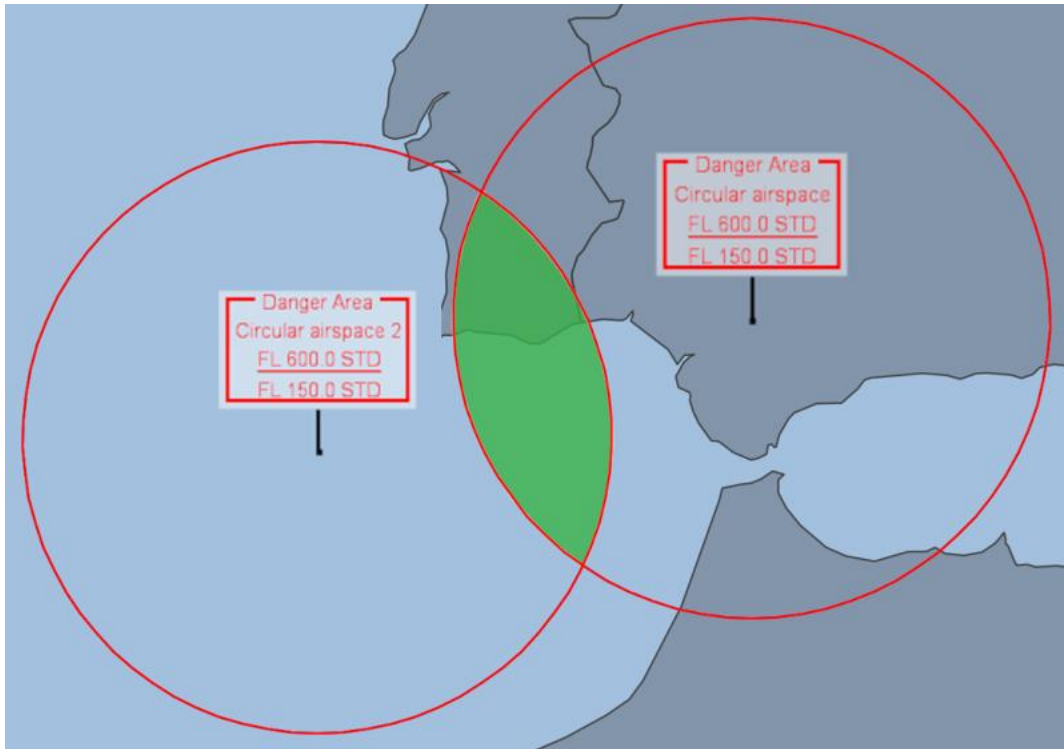 Danger Area
Circular airspace
FL 600.0 STD
FL 150.0 STD
Danger Area
Circular airspace 2
FL 600.0 STD
FL 150.0 STD